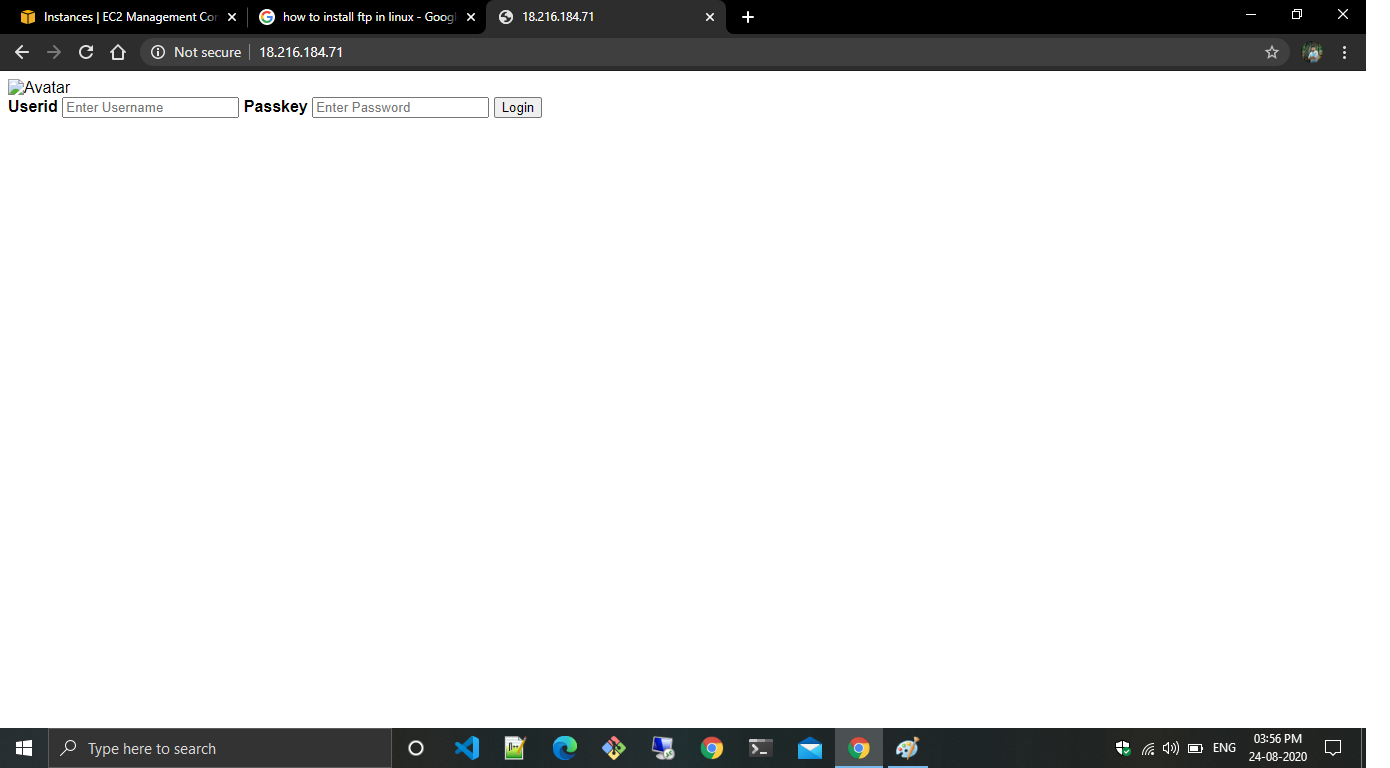 Instances | EC2 Management Cor
how to install ftp in linux - Googl
18.216.184.71
Not secure 18.216.184.71
Avatar
Userid Enter Username Passkey Enter Password Login
Type here to search
ENG
03:56 PM
24-08-2020